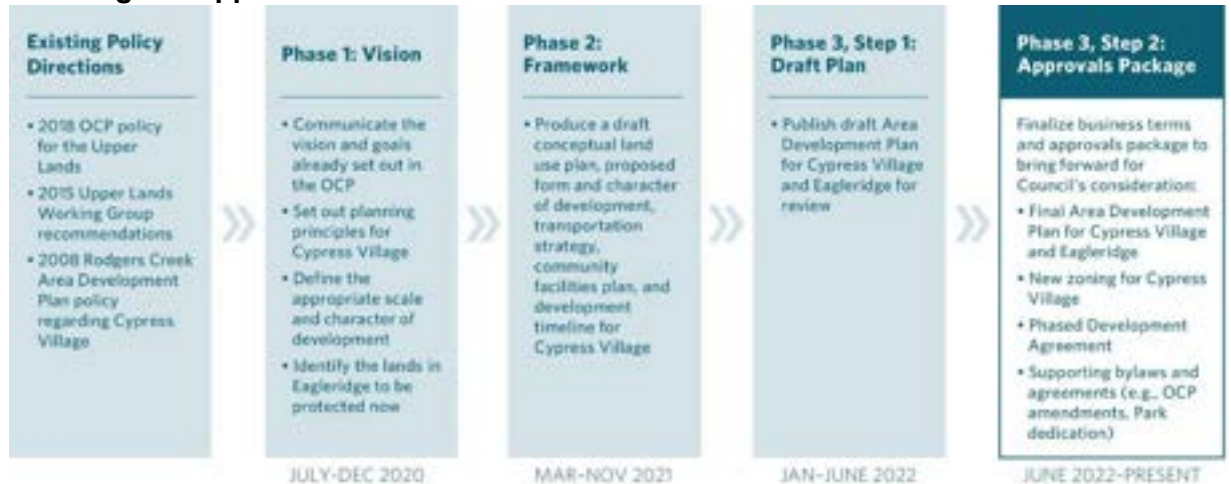 Existing Policy
Directions
• 2018 OCP policy
for the Upper
Lands
• 2015 Upper Lands
Working Group
recommendations
• 2008 Rodgers Creek
Area Development
Plan policy
regarding Cypress
Village
Phase 1: Vision
• Communicate the
vision and goals
already set out in
the OCP
• Set out planning
principles for
Cypress Village
• Define the
appropriate scale
and character of
development
• Identify the lands in
Eagleridge to be
protected now
JULY-DEC 2020
Phase 2:
Framework
• Produce a draft
conceptual land
use plan, proposed
form and character
of development,
transportation
strategy,
community
facilities plan, and
development
timeline for
Cypress Village
MAR-NOV 2021
Phase 3, Step 1:
Draft Plan
• Publish draft Area
Development Plan
for Cypress Village
and Eagleridge for
review
JAN-JUNE 2022
Phase 3, Step 2:
Approvals Package
Finalize business terms
and approvals package to
bring forward for
Council's consideration:
• Final Area Development
Plan for Cypress Village
and Eagleridge
• New zoning for Cypress
Village
• Phased Development
Agreement
• Supporting bylaws and
agreements (e.g., OCP
amendments, Park
dedication)
JUNE 2022-PRESENT